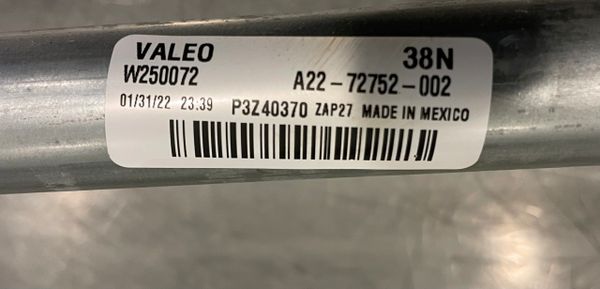 VALEO 38N
W250072 A22-72752-002
01/31/22 23:39 P3Z40370 ZAP27 MADE IN MEXICO